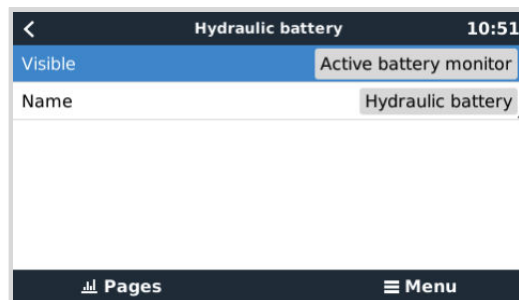 Hydraulic battery 10:51
Visible Active battery monitor
Name Hydraulic battery
Pages Menu